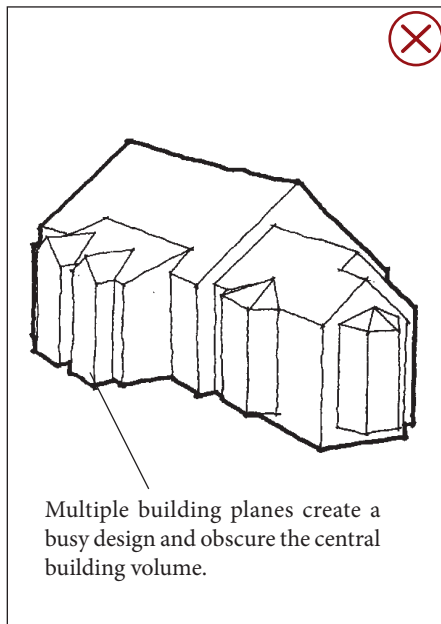 Multiple building planes create a
busy design and obscure the central
building volume.